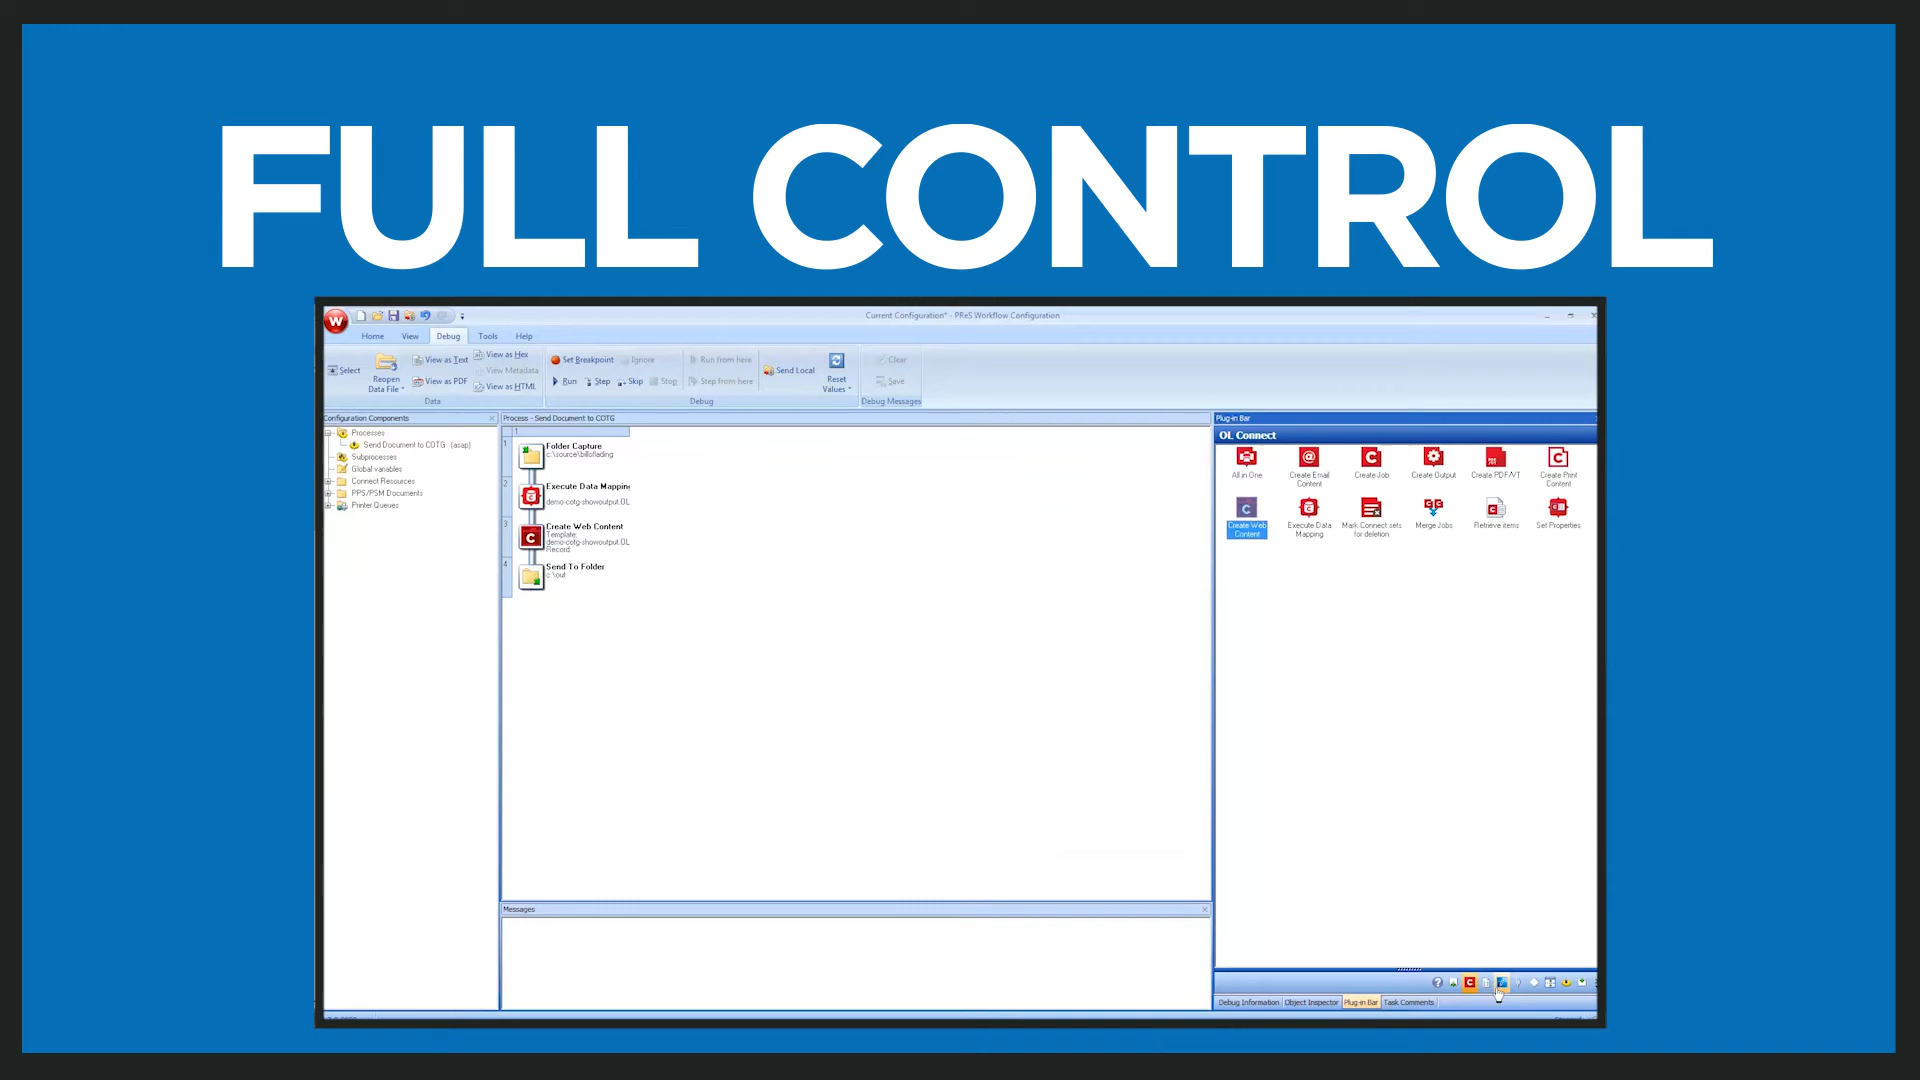 FULL CONTROL
W
Current Configuration* - PReS Workflow Configuration
Home View Debug Tools Help
Select
Reopen
Data File
View as Text
View as PDF
View as Hex
View Metadata
View as HTML
Data
Set Breakpoint Ignore
Run Step Skip Stop
Run from here
Step from here
Send Local
Reset
Values
Debug
Clear
Save
Debug Messages
Configuration Components
Processes
Send Document to COTG (asap)
Subprocesses
Global variables
Connect Resources
PPS/PSM Documents
Printer Queues
Process - Send Document to COTG
1
1
Folder Capture
c:\source\billoflading
2
Execute Data Mapping
demo-cotg-showoutput.OL
3
Create Web Content
Template:
demo-cotg-showoutput.OL
Record:
4
Send To Folder
c:\out
Messages
Plug-in Bar
OL Connect
All in One
Create Email
Content
Create Job
Create Output
Create PDF/VT
Create Print
Content
Create Web
Content
Execute Data
Mapping
Mark Connect sets
for deletion
Merge Jobs
Retrieve items
Set Properties
Debug Information Object Inspector Plug-in Bar Task Comments